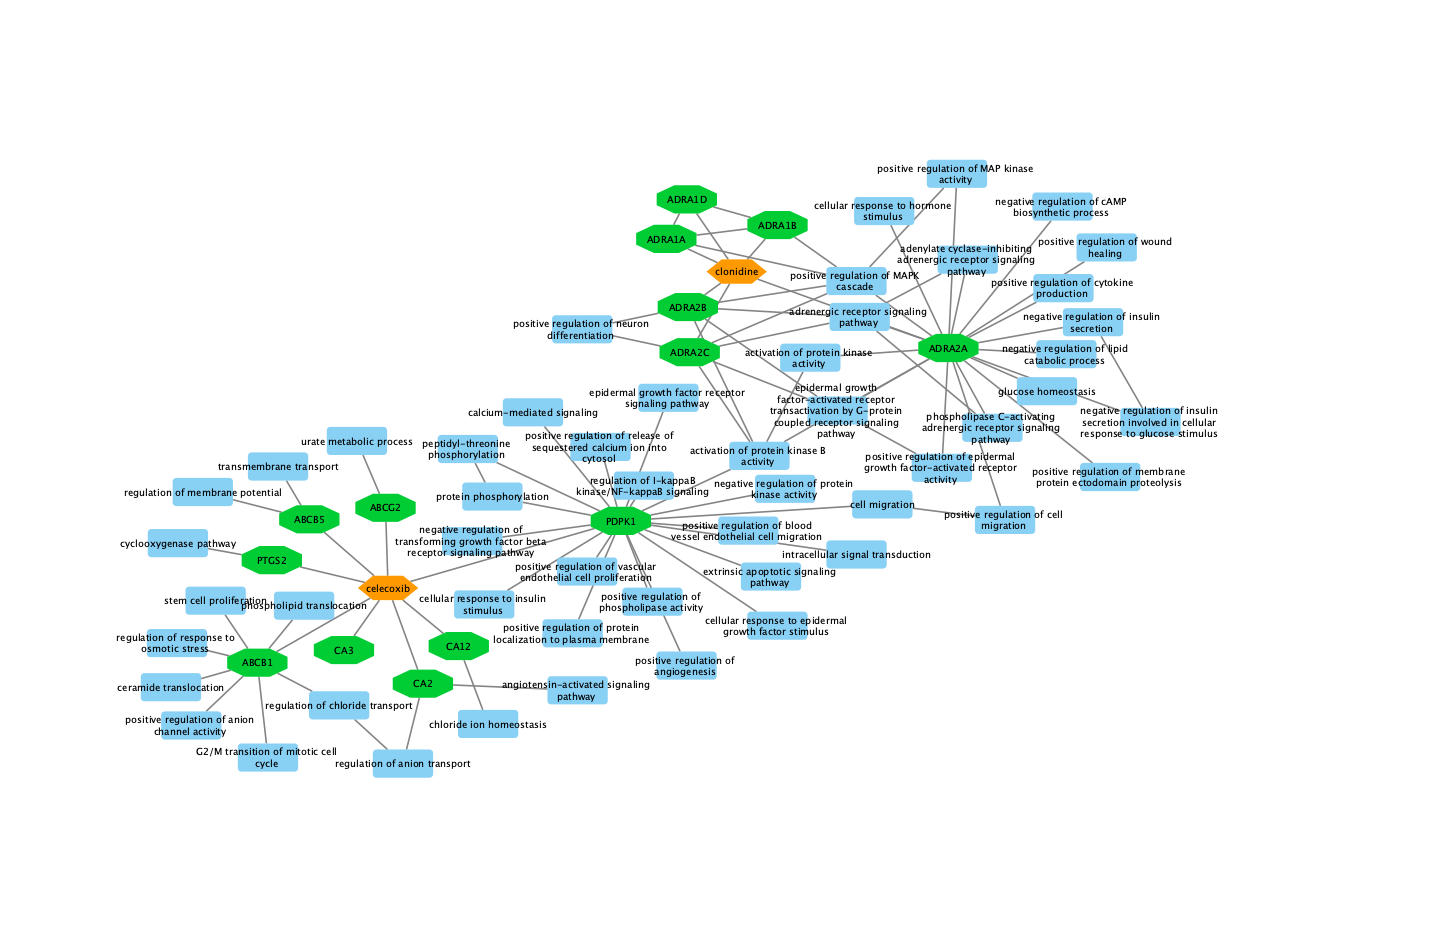 positive regulation of MAP kinase
activity
ADRA1D
cellular response to hormone
stimulus
negative regulation of cAMP
biosynthetic process
ADRA1B
ADRA1A
positive regulation of wound
healing
adenylate cyclase-inhibiting
adrenergic receptor signaling
pathway
clonidine
positive regulation of MAPK
cascade
positive regulation of cytokine
production
ADRA2B
adrenergic receptor signaling
pathway
negative regulation of insulin
secretion
positive regulation of neuron
differentiation
ADRA2C
activation of protein kinase
activity
ADRA2A
negative regulation of lipid
catabolic process
epidermal growth factor receptor
signaling pathway
epidermal growth
factor-activated receptor
transactivation by G-protein
coupled receptor signaling
pathway
glucose homeostasis
calcium-mediated signaling
phospholipase C-activating
adrenergic receptor signaling
pathway
negative regulation of insulin
secretion involved in cellular
response to glucose stimulus
urate metabolic process
peptidyl-threonine
phosphorylation
positive regulation of release of
sequestered calcium ion into
cytosol
activation of protein kinase B
activity
positive regulation of epidermal
growth factor-activated receptor
activity
positive regulation of membrane
protein ectodomain proteolysis
transmembrane transport
regulation of membrane potential
protein phosphorylation
regulation of I-kappaB
kinase/NF-kappaB signaling
negative regulation of protein
kinase activity
cell migration
positive regulation of cell
migration
ABCG2
ABCB5
PDPK1
cyclooxygenase pathway
negative regulation of
transforming growth factor beta
receptor signaling pathway
positive regulation of blood
vessel endothelial cell migration
intracellular signal transduction
PTGS2
positive regulation of vascular
endothelial cell proliferation
extrinsic apoptotic signaling
pathway
celecoxib
stem cell proliferation
phospholipid translocation
cellular response to insulin
stimulus
positive regulation of
phospholipase activity
cellular response to epidermal
growth factor stimulus
regulation of response to
osmotic stress
positive regulation of protein
localization to plasma membrane
CA3
CA12
ABCB1
positive regulation of
angiogenesis
ceramide translocation
CA2
angiotensin-activated signaling
pathway
regulation of chloride transport
positive regulation of anion
channel activity
chloride ion homeostasis
G2/M transition of mitotic cell
cycle
regulation of anion transport